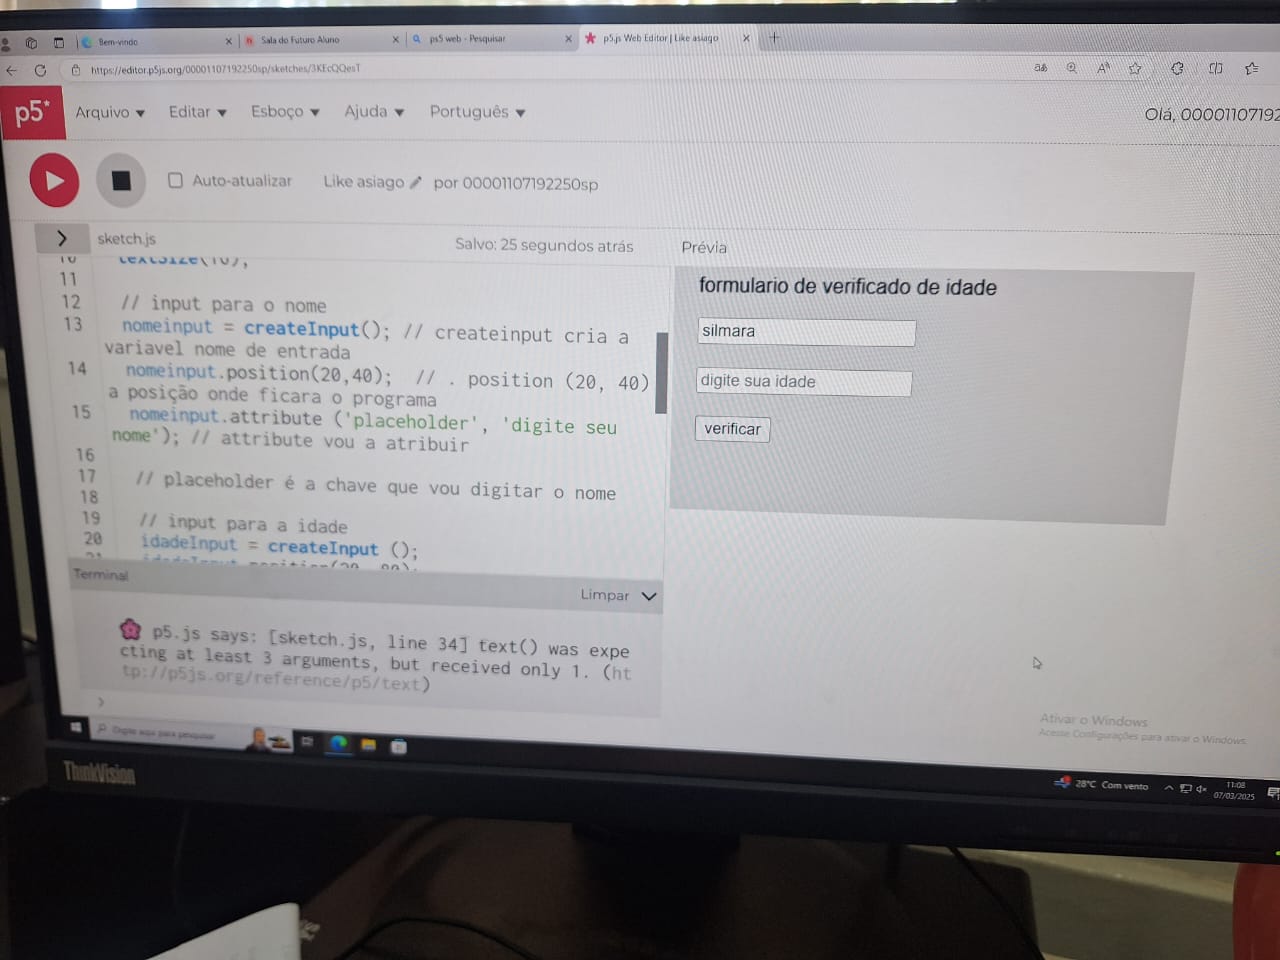 Bem-vindo
Sala do Futuro Aluno
ps5 web - Pesquisar
p5.js Web Editor | Like asiago
https://editor.p5js.org/00001107192250sp/sketches/3KEcQQesT
p5*
Arquivo
Editar
Esboço
Ajuda
Português
Olá, 00001107192
Auto-atualizar
Like asiago
por 00001107192250sp
sketch.js
Salvo: 25 segundos atrás
Prévia
10 textSize(16);
11
12 // input para o nome
13 nomeinput = createInput(); // createinput cria a
variavel nome de entrada
14 nomeinput.position(20,40); // . position (20, 40)
a posição onde ficara o programa
15 nomeinput.attribute ('placeholder', 'digite seu
nome'); // attribute vou a atribuir
16
17 // placeholder é a chave que vou digitar o nome
18
19 // input para a idade
20 idadeInput = createInput ();
21
formulario de verificado de idade
silmara
digite sua idade
verificar
Terminal
Limpar
p5.js says: [sketch.js, line 34] text() was expe
cting at least 3 arguments, but received only 1. (ht
tp://p5js.org/reference/p5/text)
Ativar o Windows
Acesse Configurações para ativar o Windows.
Digite aqui para pesquisar
28°C Com vento
11:08
07/03/2025
ThinkVision